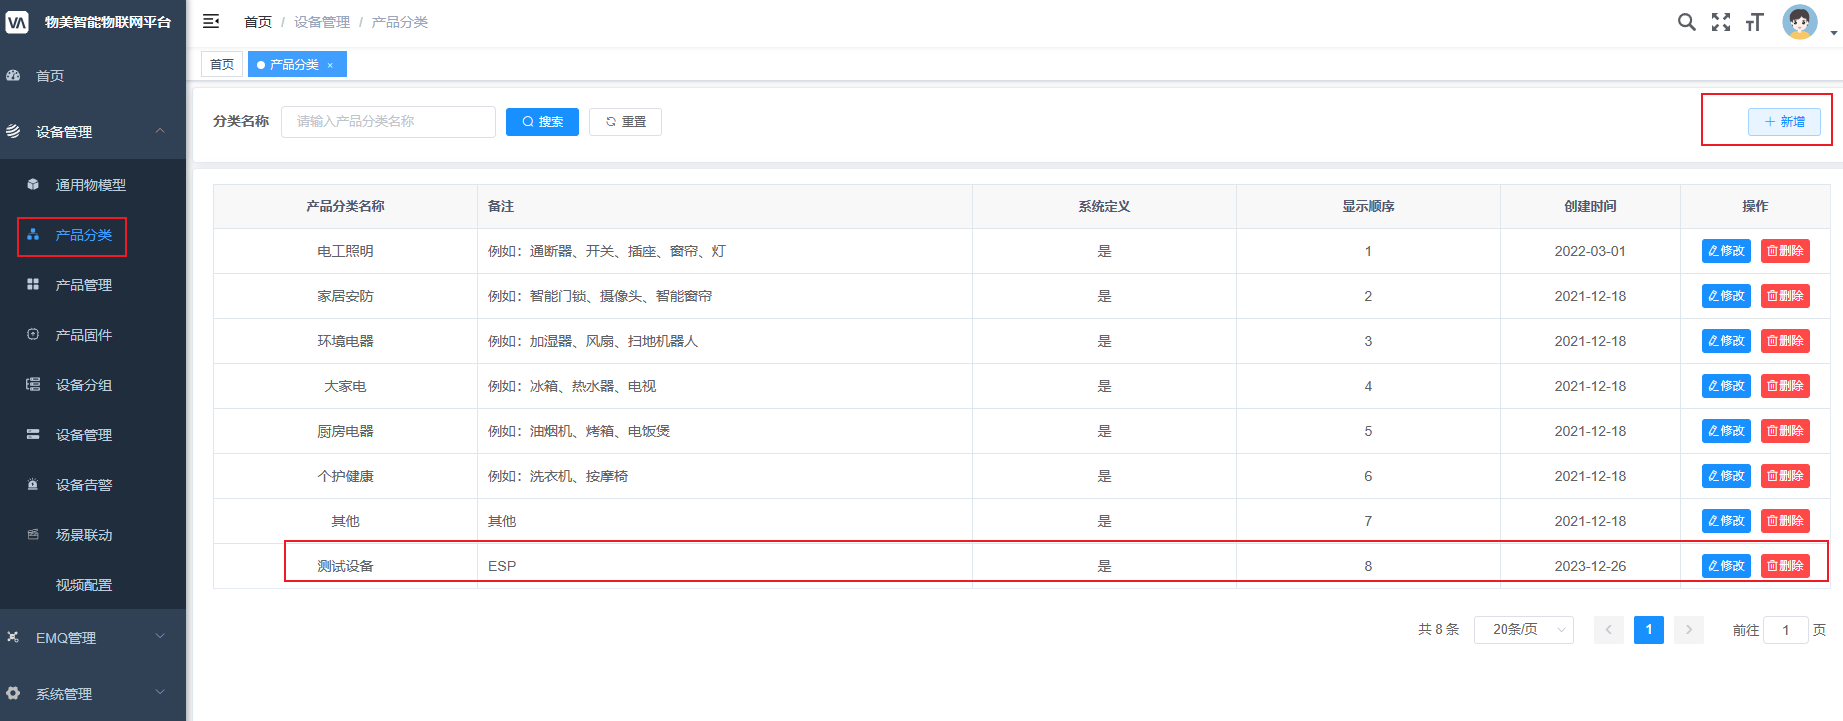 VA 物美智能物联网平台
首页 / 设备管理 / 产品分类
首页
产品分类 ×
首页
设备管理
通用物模型
产品分类
产品管理
产品固件
设备分组
设备管理
设备告警
场景联动
视频配置
EMQ管理
系统管理
分类名称 请输入产品分类名称 搜索 重置 + 新增
产品分类名称 备注 系统定义 显示顺序 创建时间 操作
电工照明 例如：通断器、开关、插座、窗帘、灯 是 1 2022-03-01 修改 删除
家居安防 例如：智能门锁、摄像头、智能窗帘 是 2 2021-12-18 修改 删除
环境电器 例如：加湿器、风扇、扫地机器人 是 3 2021-12-18 修改 删除
大家电 例如：冰箱、热水器、电视 是 4 2021-12-18 修改 删除
厨房电器 例如：油烟机、烤箱、电饭煲 是 5 2021-12-18 修改 删除
个护健康 例如：洗衣机、按摩椅 是 6 2021-12-18 修改 删除
其他 其他 是 7 2021-12-18 修改 删除
测试设备 ESP 是 8 2023-12-26 修改 删除
共 8 条 20条/页 1 前往 1 页